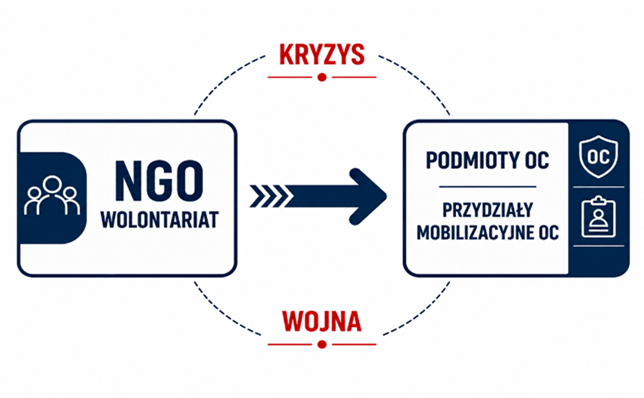 KRYZYS
NGO
WOLONTARIAT
PODMIOTY OC
PRZYDZIAŁY
MOBILIZACYJNE OC
OC
WOJNA